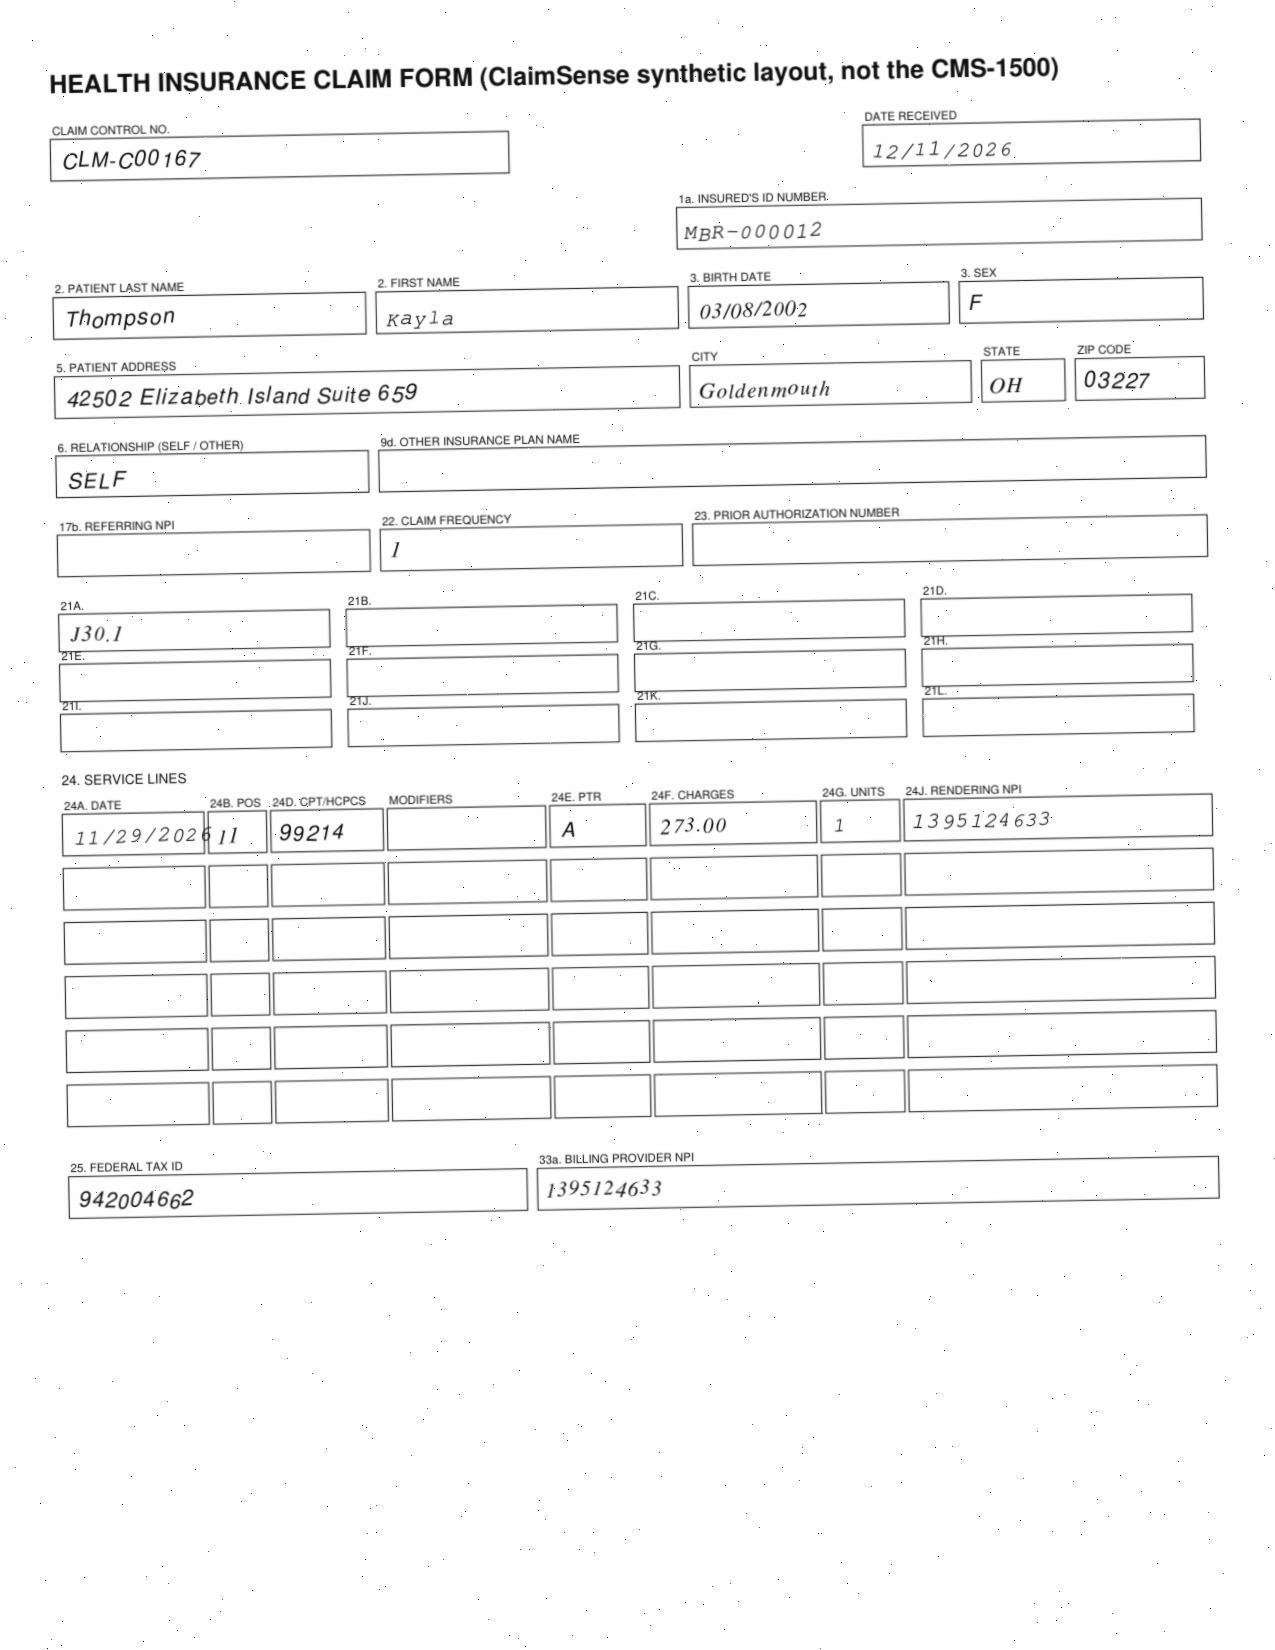 HEALTH INSURANCE CLAIM FORM (ClaimSense synthetic layout, not the CMS-1500)
CLAIM CONTROL NO. DATE RECEIVED
CLM-C00167 12/11/2026
1a. INSURED'S ID NUMBER
MBR-000012
2. PATIENT LAST NAME 2. FIRST NAME 3. BIRTH DATE 3. SEX
Thompson Kayla 03/08/2002 F
5. PATIENT ADDRESS CITY STATE ZIP CODE
42502 Elizabeth Island Suite 659 Goldenmouth OH 03227
6. RELATIONSHIP (SELF / OTHER) 9d. OTHER INSURANCE PLAN NAME
SELF
17b. REFERRING NPI 22. CLAIM FREQUENCY 23. PRIOR AUTHORIZATION NUMBER
1
21A. 21B. 21C. 21D.
J30.1
21E. 21F. 21G. 21H.
21I. 21J. 21K. 21L.
24. SERVICE LINES
24A. DATE 24B. POS 24D. CPT/HCPCS MODIFIERS 24E. PTR 24F. CHARGES 24G. UNITS 24J. RENDERING NPI
11/29/2026 11 99214 A 273.00 1 1395124633
25. FEDERAL TAX ID 33a. BILLING PROVIDER NPI
942004662 1395124633